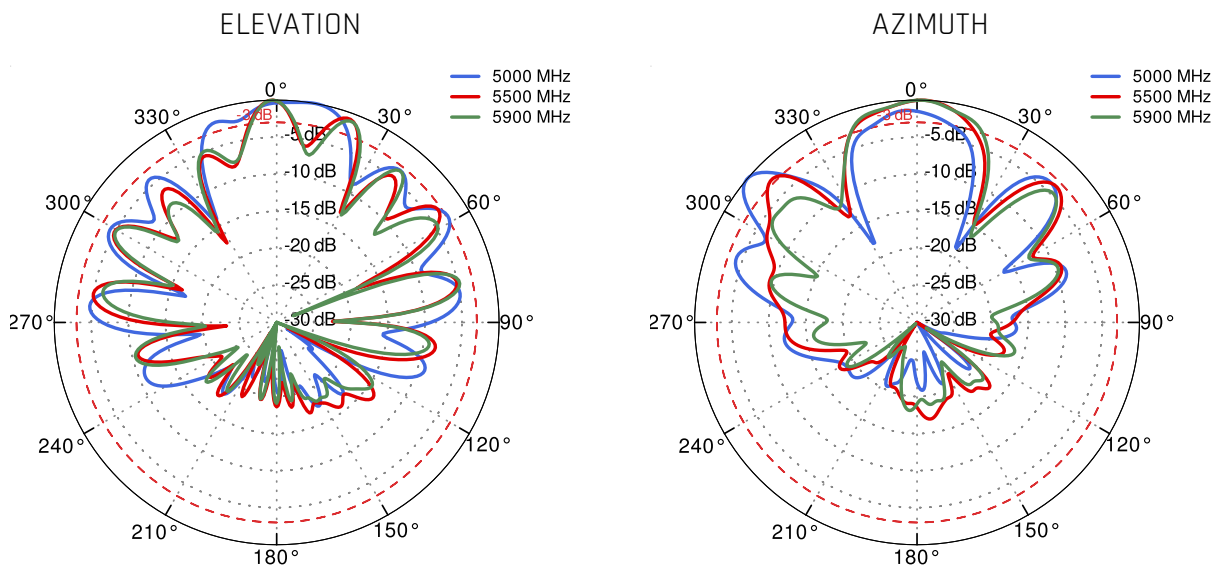 ELEVATION
5000 MHz
5500 MHz
5900 MHz
0°
330°
30°
-3 dB
-5 dB
-10 dB
300°
60°
-15 dB
-20 dB
-25 dB
-30 dB
270°
90°
240°
120°
210°
150°
180°
AZIMUTH
5000 MHz
5500 MHz
5900 MHz
0°
330°
30°
-3 dB
-5 dB
-10 dB
300°
60°
-15 dB
-20 dB
-25 dB
-30 dB
270°
90°
240°
120°
210°
150°
180°